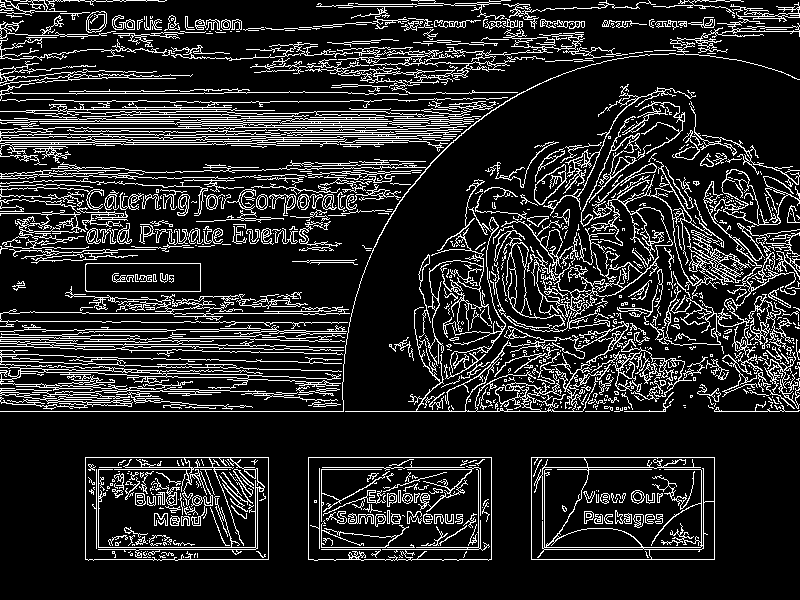 Garlic & Lemon
Menus Specials Packages About Contact
Catering for Corporate
and Private Events
Contact Us
Build Your
Menu
Explore
Sample Menus
View Our
Packages